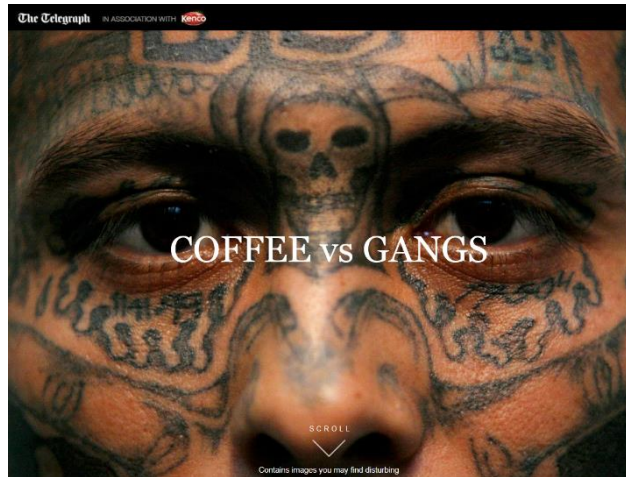 The Telegraph IN ASSOCIATION WITH Kenco
COFFEE vs GANGS
SCROLL
Contains images you may find disturbing